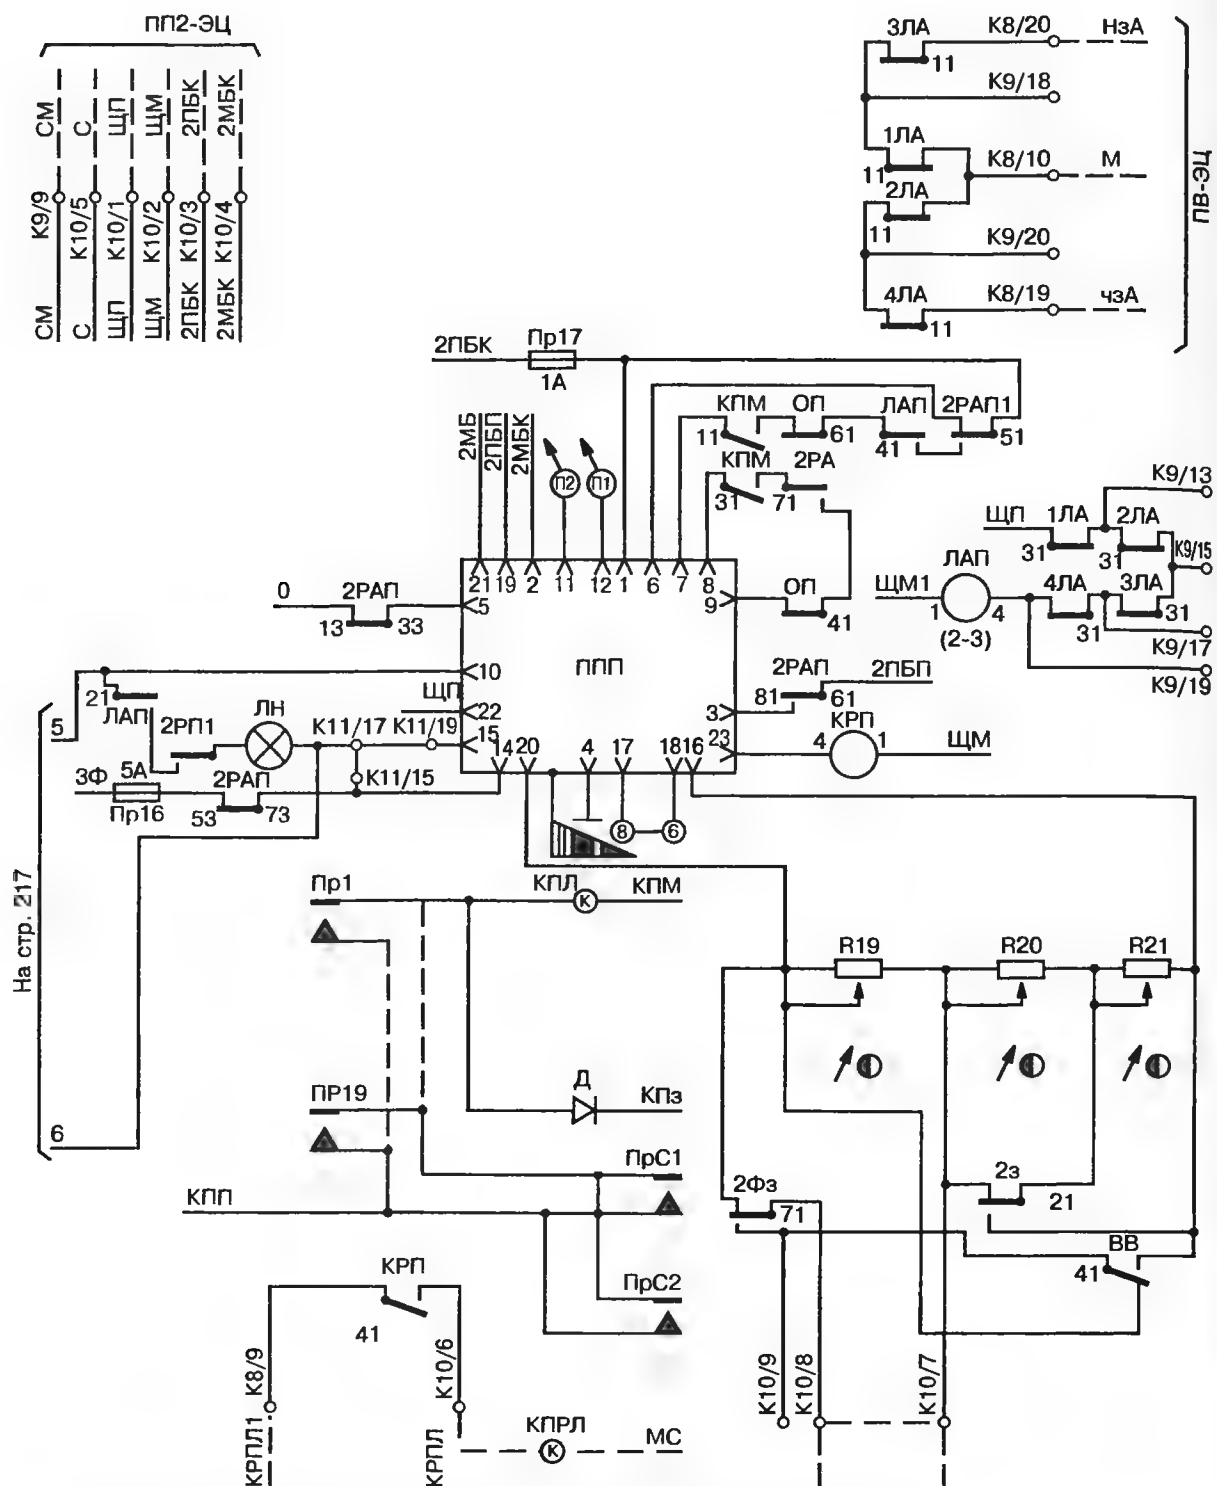 ПП2-ЭЦ
СМ
С
ЩП
ЩМ
2ПБК
2МБК
К9/9
К10/5
К10/1
К10/2
К10/3
К10/4
СМ
С
ЩП
ЩМ
2ПБК
2МБК
3ЛА
К8/20
НзА
11
К9/18
1ЛА
К8/10
М
11
2ЛА
11
К9/20
4ЛА
К8/19
чзА
11
ПВ-ЭЦ
2ПБК
Пр17
1А
2МБ
2ПБП
2МБК
П2
П1
КПМ
ОП
ЛАП
2РАП1
11
61
41
51
КПМ
2РА
31
71
К9/13
ЩП
1ЛА
2ЛА
31
31
К9/15
ЛАП
4ЛА
3ЛА
ЩМ1
1
4
31
31
(2-3)
К9/17
К9/19
21
19
2
11
12
1
6
7
8
О
2РАП
5
13
33
9
ОП
41
ППП
10
21
ЛАП
ЩП
22
2РП1
ЛН
К11/17
К11/19
15
5
3Ф
5А
Пр16
2РАП
53
73
К11/15
2РАП
2ПБП
81
61
3
КРП
23
4
1
ЩМ
14
20
4
17
18
16
8
6
На стр. 217
6
Пр1
КПЛ
К
КПМ
R19
R20
R21
ПР19
Д
КПз
ПрС1
КПП
2Фз
71
2з
21
ВВ
41
КРП
41
ПрС2
К8/9
К10/6
КРПЛ1
КРПЛ
КПРЛ
К
МС
К10/9
К10/8
К10/7